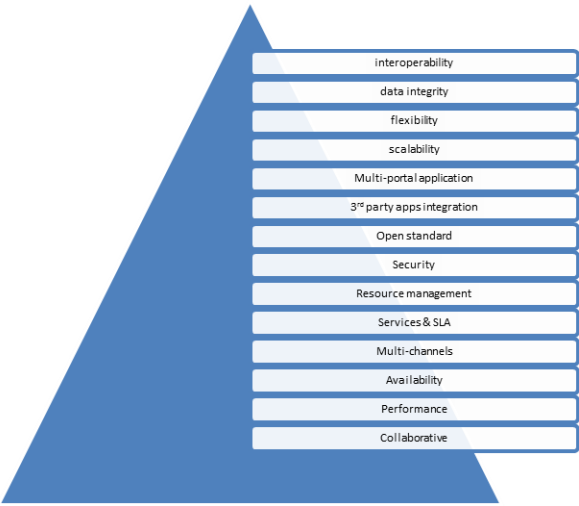 interoperability
data integrity
flexibility
scalability
Multi-portal application
3rd party apps integration
Open standard
Security
Resource management
Services & SLA
Multi-channels
Availability
Performance
Collaborative